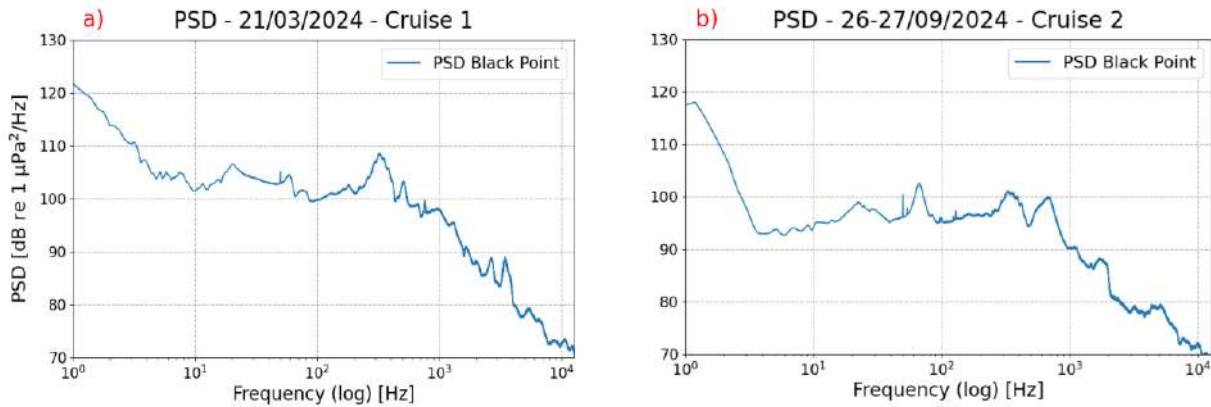 a) PSD - 21/03/2024 - Cruise 1
PSD [dB re 1 μPa²/Hz]
130
120
110
100
90
80
70
PSD Black Point
10⁰ 10¹ 10² 10³ 10⁴
Frequency (log) [Hz]
b) PSD - 26-27/09/2024 - Cruise 2
130
120
110
100
90
80
70
PSD Black Point
10⁰ 10¹ 10² 10³ 10⁴
Frequency (log) [Hz]